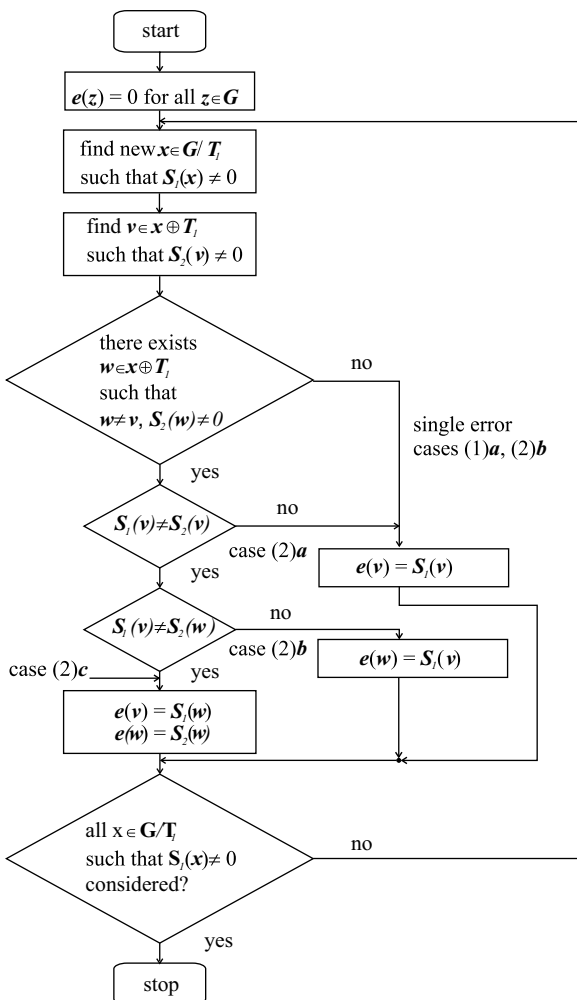 start
e(z) = 0 for all z∈G
find new x∈G/ T₁
such that S₁(x) ≠ 0
find v∈x⊕T₁
such that S₂(v) ≠ 0
there exists
w∈x⊕T₁
such that
w≠v, S₂(w)≠0
no
single error
cases (1)a, (2)b
yes
S₁(v)≠S₂(v)
no
case (2)a
e(v) = S₁(v)
yes
S₁(v)≠S₂(w)
no
case (2)b
e(w) = S₁(v)
case (2)c
yes
e(v) = S₁(w)
e(w) = S₂(w)
all x∈G/T₁
such that S₁(x)≠ 0
considered?
no
yes
stop